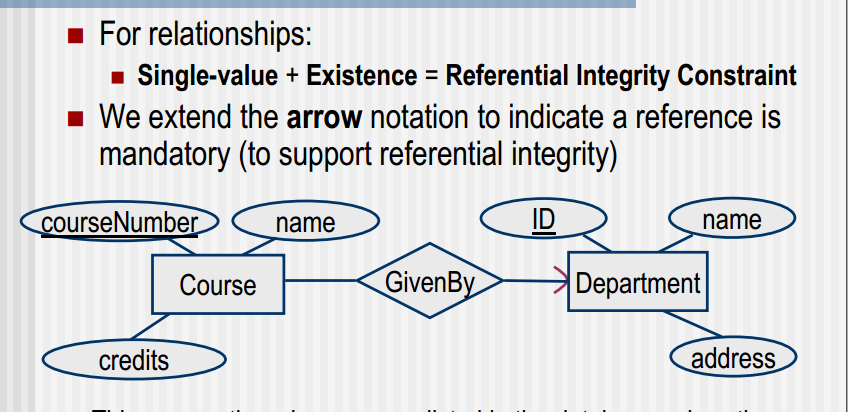 For relationships:
Single-value + Existence = Referential Integrity Constraint
We extend the arrow notation to indicate a reference is
mandatory (to support referential integrity)
courseNumber
name
ID
name
Course
GivenBy
Department
credits
address